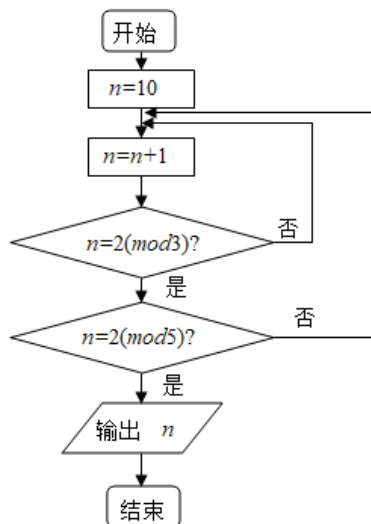 开始
n=10
n=n+1
n=2(mod3)?
否
是
n=2(mod5)?
否
是
输出 n
结束